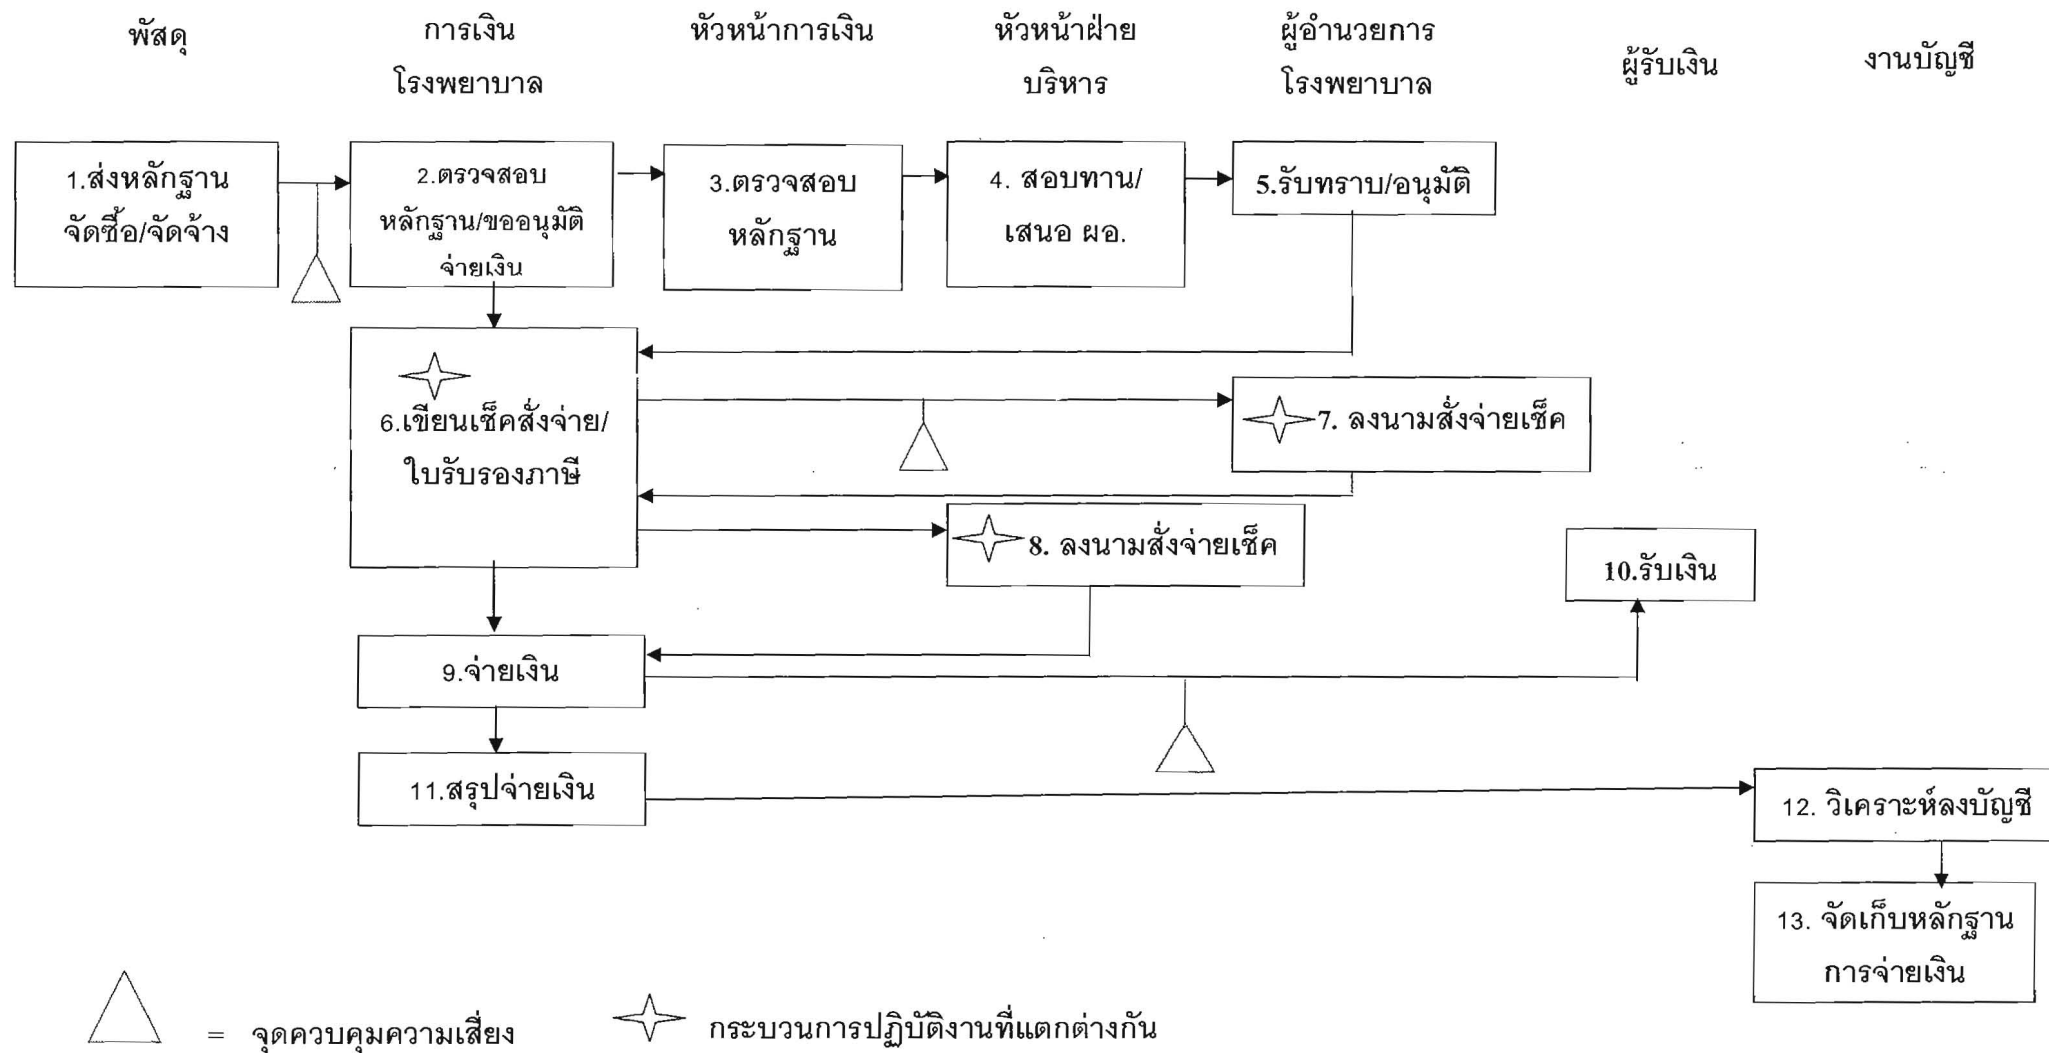 พัสดุ
การเงิน
โรงพยาบาล
หัวหน้าการเงิน
หัวหน้าฝ่าย
บริหาร
ผู้อำนวยการ
โรงพยาบาล
ผู้รับเงิน
งานบัญชี
1.ส่งหลักฐาน
จัดซื้อ/จัดจ้าง
2.ตรวจสอบ
หลักฐาน/ขออนุมัติ
จ่ายเงิน
3.ตรวจสอบ
หลักฐาน
4. สอบทาน/
เสนอ ผอ.
5.รับทราบ/อนุมัติ
6.เขียนเช็คสั่งจ่าย/
ใบรับรองภาษี
7. ลงนามสั่งจ่ายเช็ค
8. ลงนามสั่งจ่ายเช็ค
9.จ่ายเงิน
10.รับเงิน
11.สรุปจ่ายเงิน
12. วิเคราะห์ลงบัญชี
13. จัดเก็บหลักฐาน
การจ่ายเงิน
= จุดควบคุมความเสี่ยง
กระบวนการปฏิบัติงานที่แตกต่างกัน